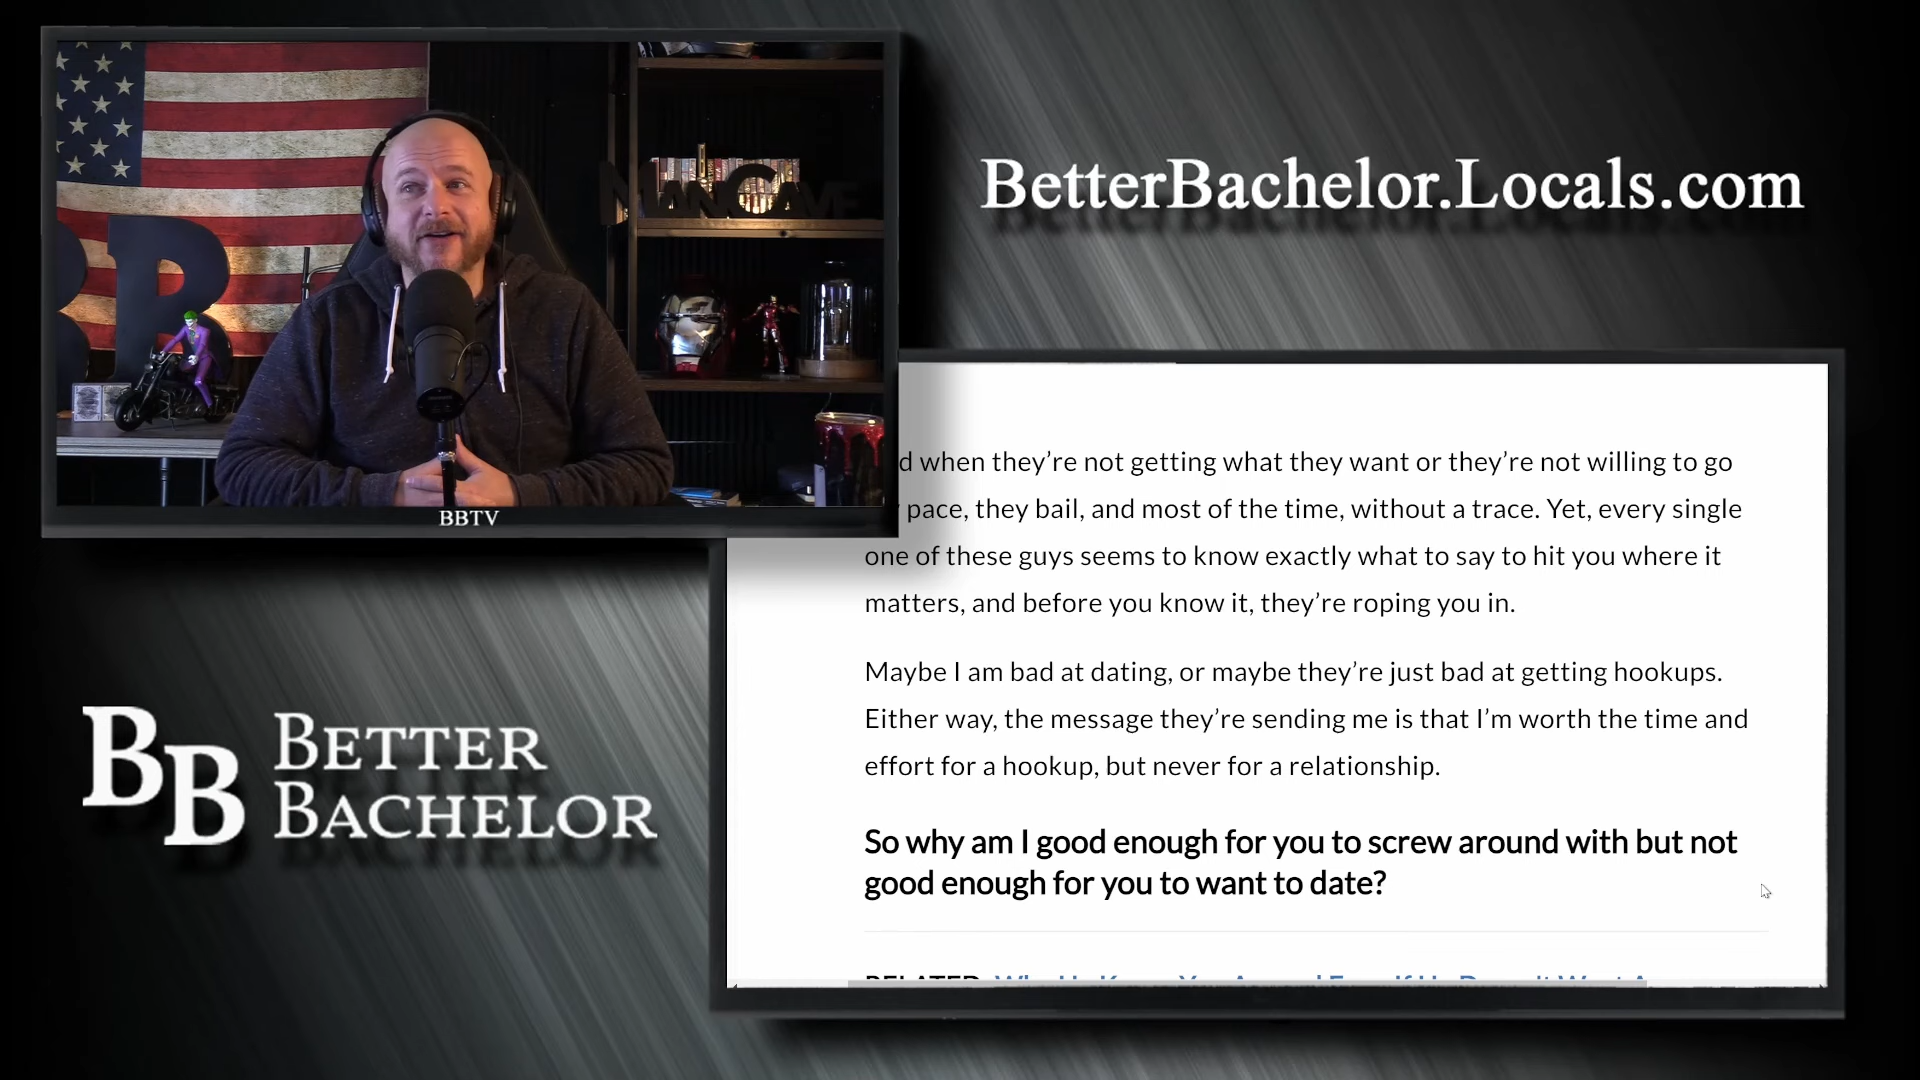 MANCAVE
BBTV
BetterBachelor.Locals.com
BB
BETTER
BACHELOR
when they’re not getting what they want or they’re not willing to go
pace, they bail, and most of the time, without a trace. Yet, every single
one of these guys seems to know exactly what to say to hit you where it
matters, and before you know it, they’re roping you in.
Maybe I am bad at dating, or maybe they’re just bad at getting hookups.
Either way, the message they’re sending me is that I’m worth the time and
effort for a hookup, but never for a relationship.
So why am I good enough for you to screw around with but not
good enough for you to want to date?